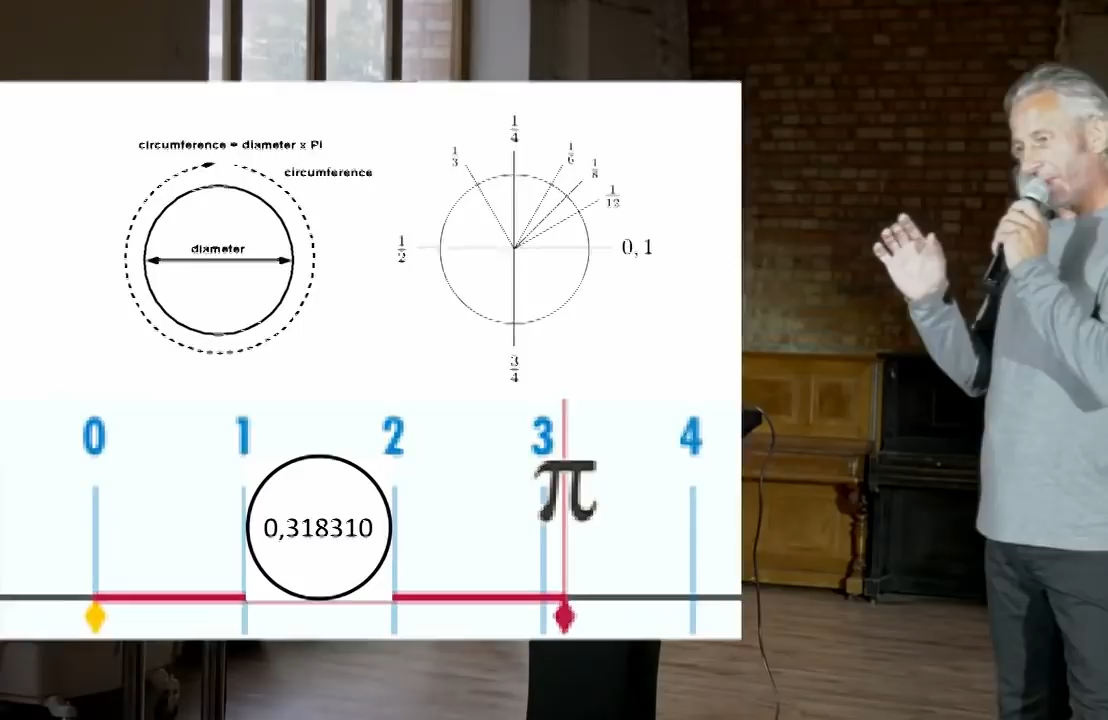 circumference = diameter x Pi
circumference
diameter
1/4
1/3
1/6
1/8
1/12
1/2
0, 1
3/4
0 1 2 3 4
π
0,318310